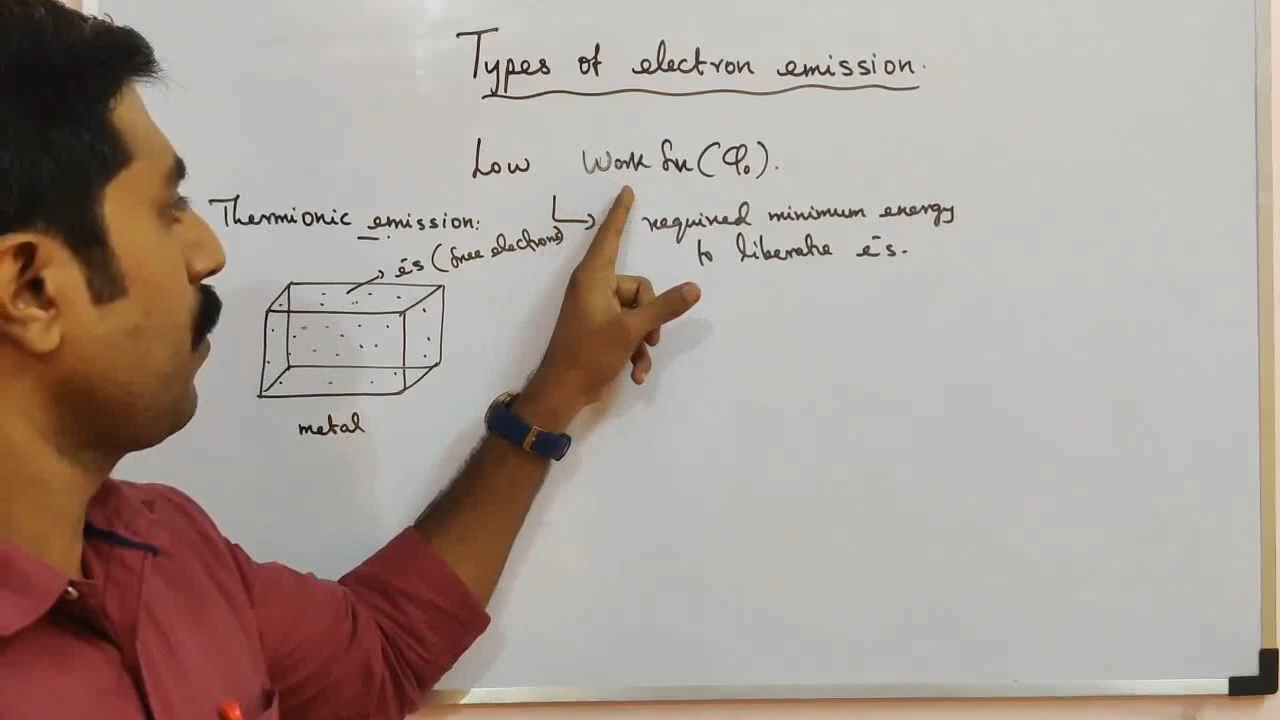 Types of electron emission.
Low Work fn (φ₀).
Thermionic emission:
required minimum energy
to liberate e⁻s.
e⁻s (free electrons)
metal